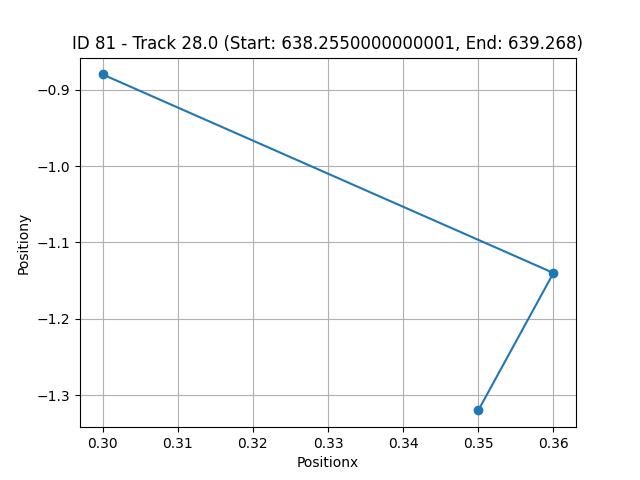 ID 81 - Track 28.0 (Start: 638.2550000000001, End: 639.268)
Positiony
−0.9
−1.0
−1.1
−1.2
−1.3
0.30 0.31 0.32 0.33 0.34 0.35 0.36
Positionx